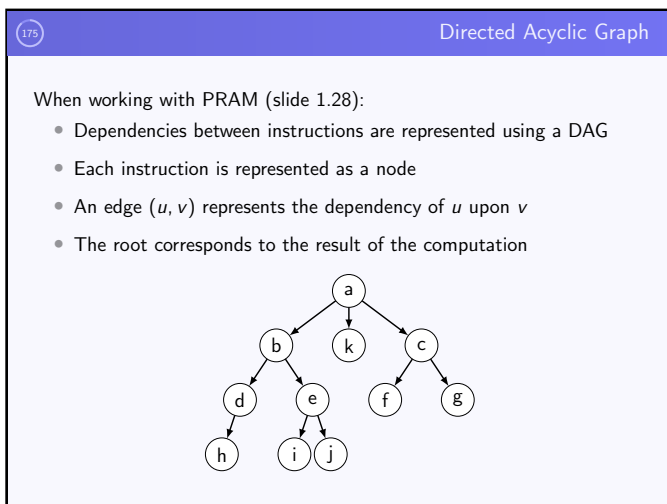 175
Directed Acyclic Graph
When working with PRAM (slide 1.28):
• Dependencies between instructions are represented using a DAG
• Each instruction is represented as a node
• An edge (u, v) represents the dependency of u upon v
• The root corresponds to the result of the computation
a
b k c
d e f g
h i j